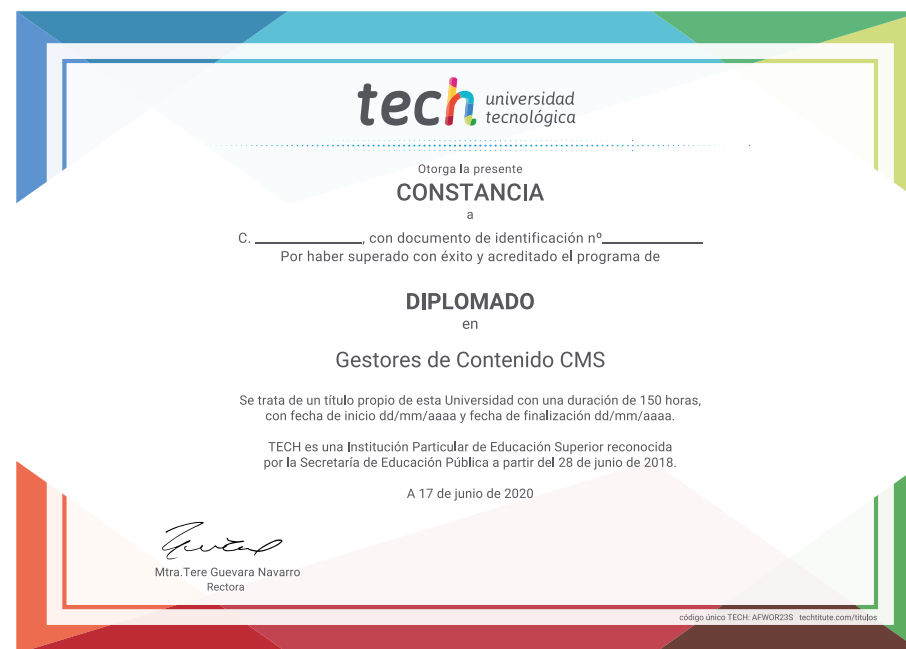 tech universidad
tecnológica
Otorga la presente
CONSTANCIA
a
C. ______________, con documento de identificación nº_____________
Por haber superado con éxito y acreditado el programa de
DIPLOMADO
en
Gestores de Contenido CMS
Se trata de un título propio de esta Universidad con una duración de 150 horas,
con fecha de inicio dd/mm/aaaa y fecha de finalización dd/mm/aaaa.
TECH es una Institución Particular de Educación Superior reconocida
por la Secretaría de Educación Pública a partir del 28 de junio de 2018.
A 17 de junio de 2020
Mtra.Tere Guevara Navarro
Rectora
código único TECH: AFWOR23S techtitute.com/titulos